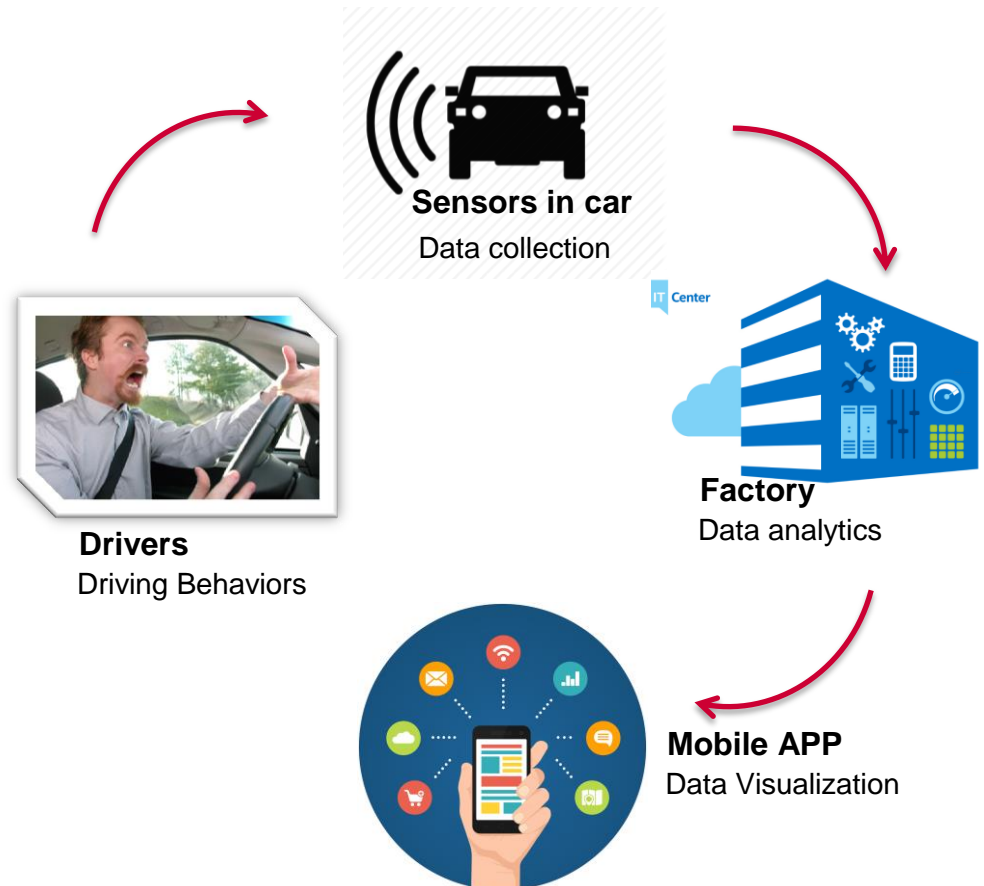 Sensors in car
Data collection
IT Center
Factory
Data analytics
Drivers
Driving Behaviors
Mobile APP
Data Visualization